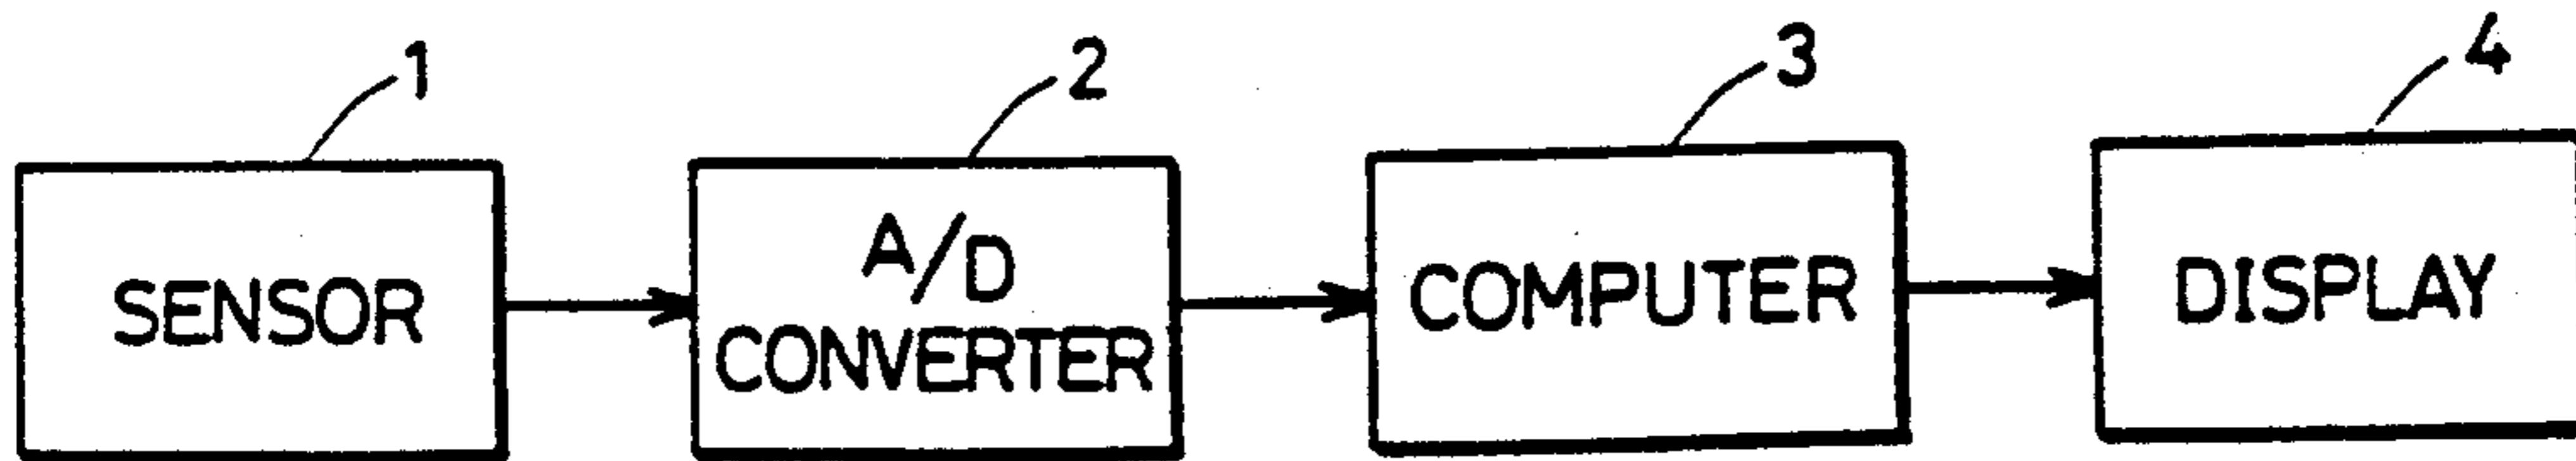 1
2
3
4
SENSOR
A/D
CONVERTER
COMPUTER
DISPLAY